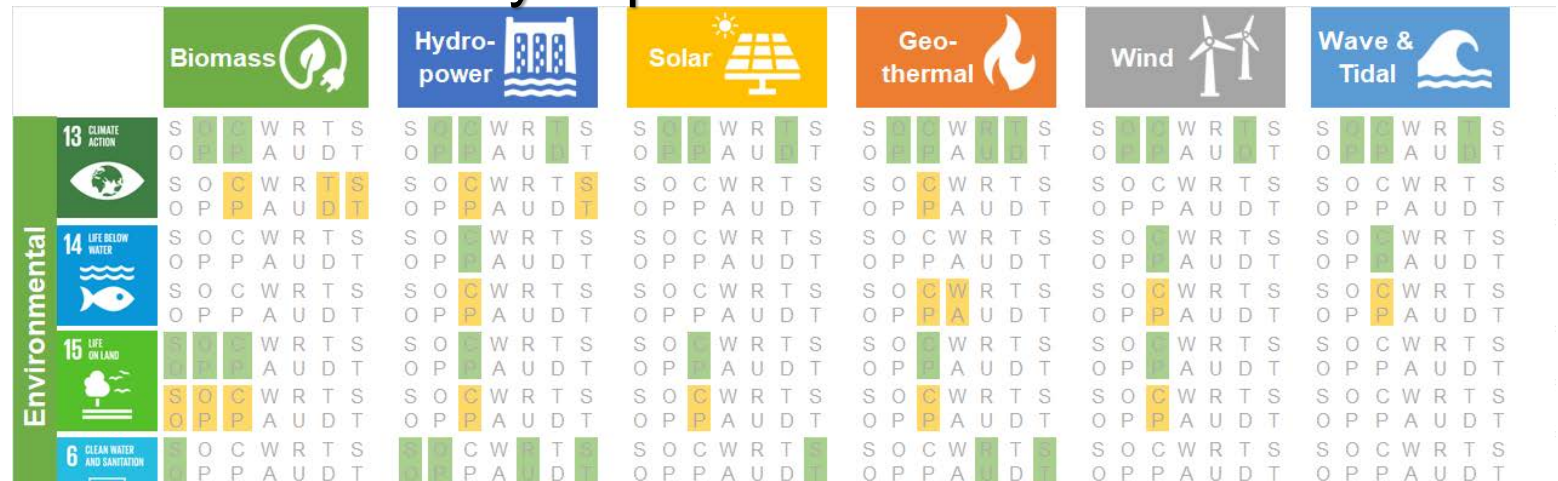 Biomass
Hydro-
power
Solar
Geo-
thermal
Wind
Wave &
Tidal
Environmental
13 CLIMATE
ACTION
S O C W R T S S O C W R T S S O C W R T S S O C W R T S S O C W R T S S O C W R T S
O P P A U D T O P P A U D T O P P A U D T O P P A U D T O P P A U D T O P P A U D T
S O C W R T S S O C W R T S S O C W R T S S O C W R T S S O C W R T S S O C W R T S
O P P A U D T O P P A U D T O P P A U D T O P P A U D T O P P A U D T O P P A U D T
14 LIFE BELOW
WATER
S O C W R T S S O C W R T S S O C W R T S S O C W R T S S O C W R T S S O C W R T S
O P P A U D T O P P A U D T O P P A U D T O P P A U D T O P P A U D T O P P A U D T
S O C W R T S S O C W R T S S O C W R T S S O C W R T S S O C W R T S S O C W R T S
O P P A U D T O P P A U D T O P P A U D T O P P A U D T O P P A U D T O P P A U D T
15 LIFE
ON LAND
S O C W R T S S O C W R T S S O C W R T S S O C W R T S S O C W R T S S O C W R T S
O P P A U D T O P P A U D T O P P A U D T O P P A U D T O P P A U D T O P P A U D T
S O C W R T S S O C W R T S S O C W R T S S O C W R T S S O C W R T S S O C W R T S
O P P A U D T O P P A U D T O P P A U D T O P P A U D T O P P A U D T O P P A U D T
6 CLEAN WATER
AND SANITATION
S O C W R T S S O C W R T S S O C W R T S S O C W R T S S O C W R T S S O C W R T S
O P P A U D T O P P A U D T O P P A U D T O P P A U D T O P P A U D T O P P A U D T